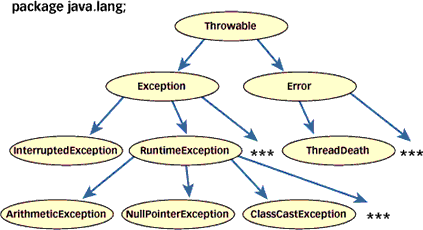 package java.lang;
Throwable
Exception
Error
InterruptedException
RuntimeException
***
ThreadDeath
***
ArithmeticException
NullPointerException
ClassCastException
***